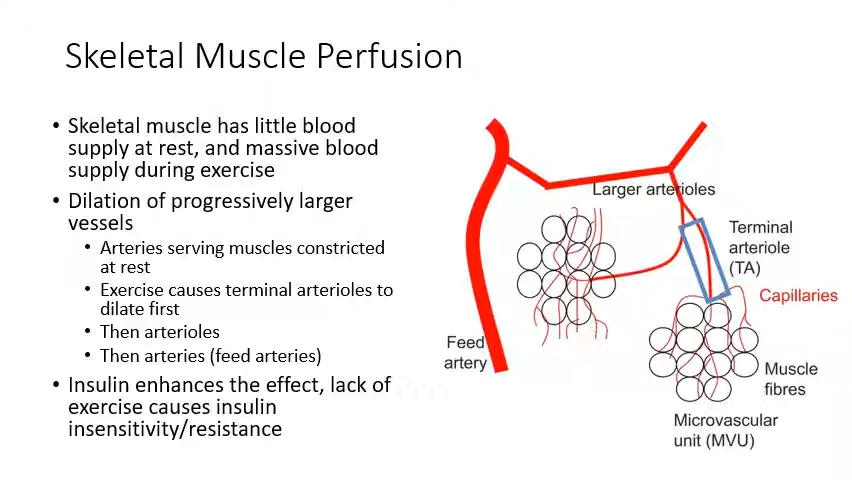 Skeletal Muscle Perfusion
• Skeletal muscle has little blood
supply at rest, and massive blood
supply during exercise
• Dilation of progressively larger
vessels
• Arteries serving muscles constricted
at rest
• Exercise causes terminal arterioles to
dilate first
• Then arterioles
• Then arteries (feed arteries)
• Insulin enhances the effect, lack of
exercise causes insulin
insensitivity/resistance
Larger arterioles
Terminal
arteriole
(TA)
Capillaries
Feed
artery
Muscle
fibres
Microvascular
unit (MVU)